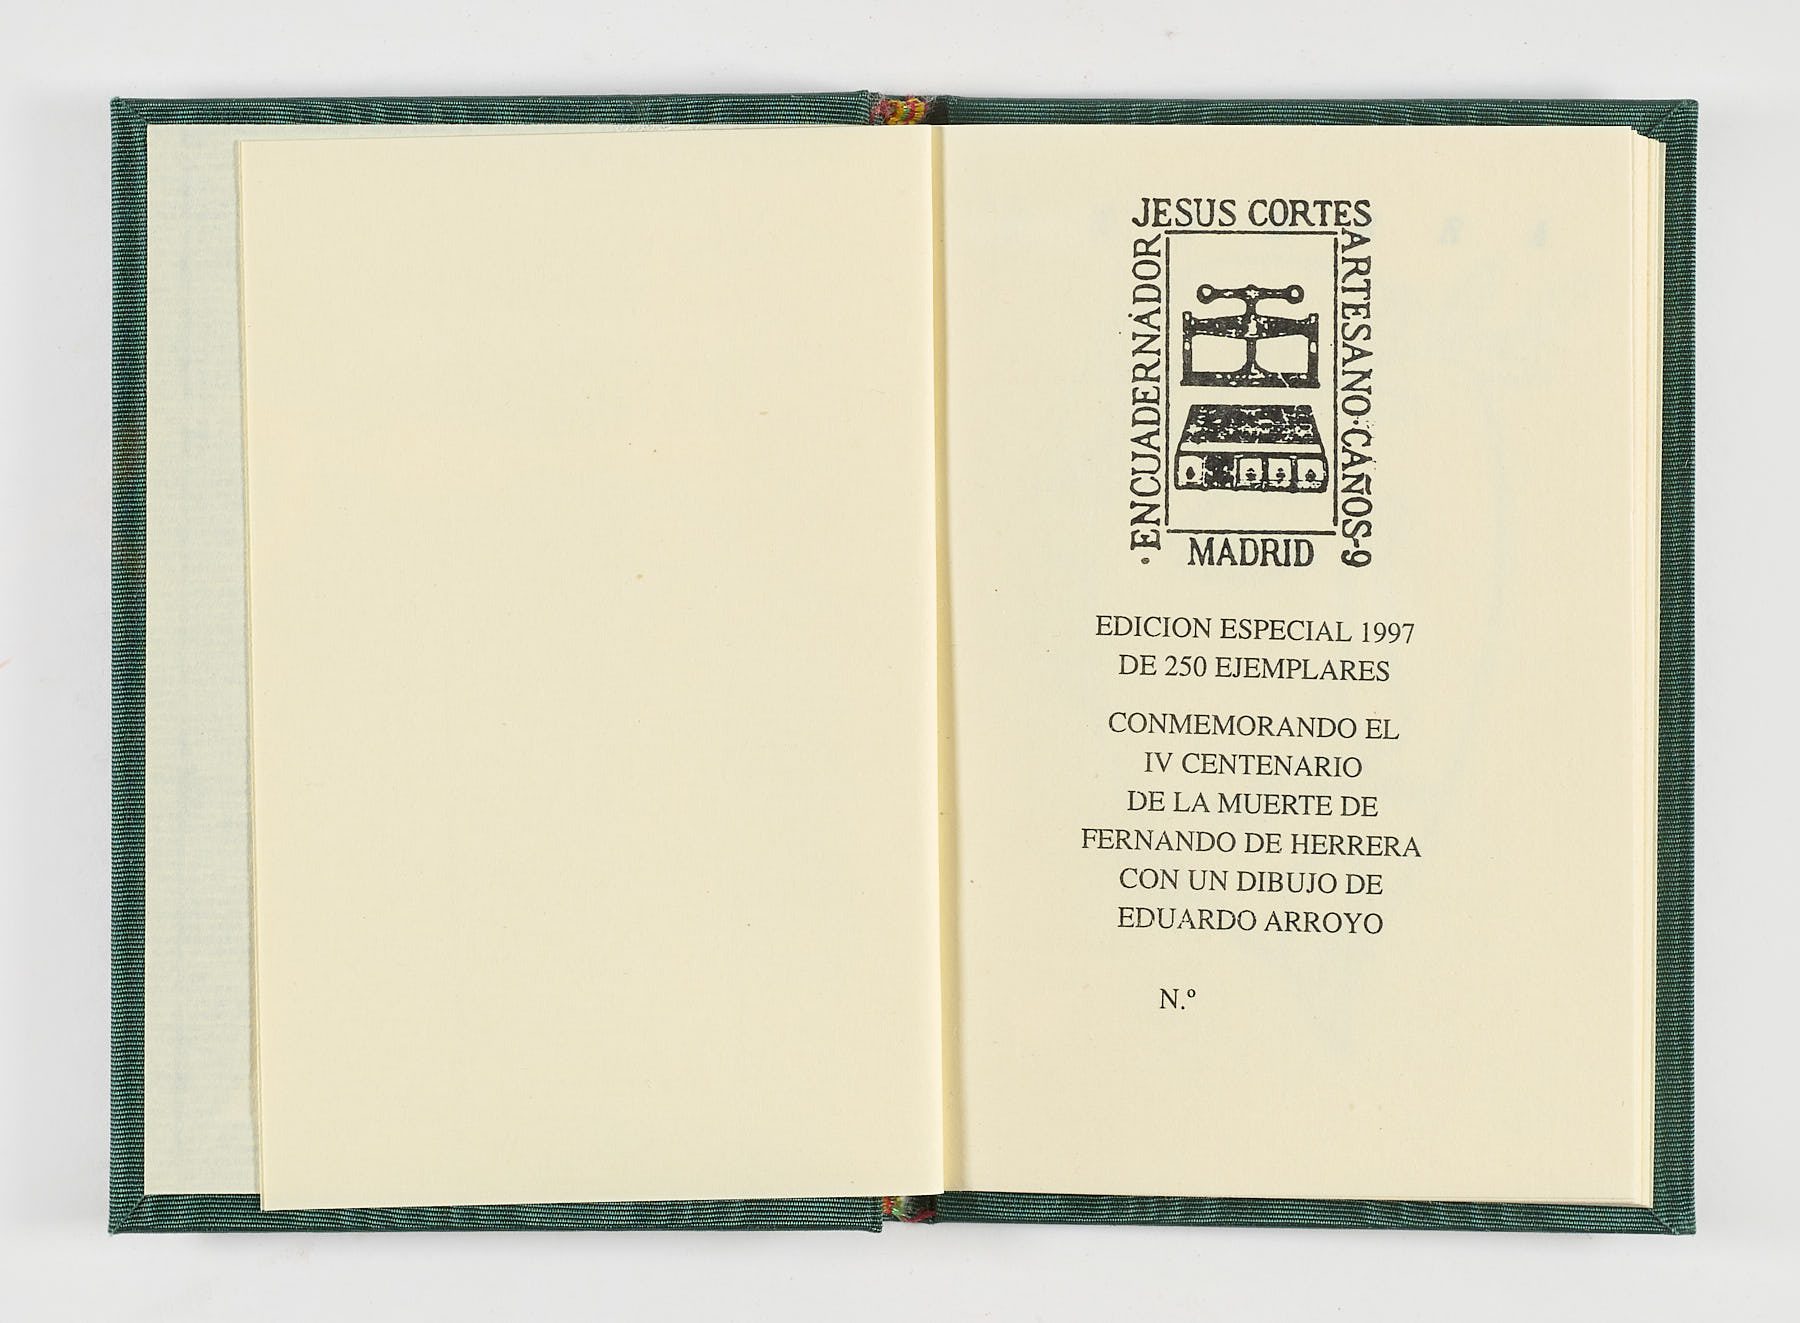 JESUS CORTES
ENCUADERNADOR
ARTESANO·CAÑOS-9
MADRID
EDICION ESPECIAL 1997
DE 250 EJEMPLARES
CONMEMORANDO EL
IV CENTENARIO
DE LA MUERTE DE
FERNANDO DE HERRERA
CON UN DIBUJO DE
EDUARDO ARROYO
N.º